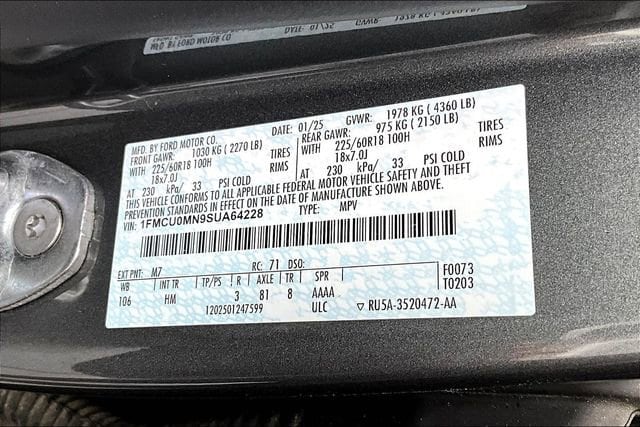 MFD. BY FORD MOTOR CO.
DATE: 01/25 GVWR: 1978 KG ( 4360 LB)
FRONT GAWR: 1030 KG ( 2270 LB) REAR GAWR: 975 KG ( 2150 LB)
WITH 225/60R18 100H TIRES WITH 225/60R18 100H TIRES
18x7.0J RIMS 18x7.0J RIMS
AT 230 kPa/ 33 PSI COLD AT 230 kPa/ 33 PSI COLD
THIS VEHICLE CONFORMS TO ALL APPLICABLE FEDERAL MOTOR VEHICLE SAFETY AND THEFT
PREVENTION STANDARDS IN EFFECT ON THE DATE OF MANUFACTURE SHOWN ABOVE.
VIN: 1FMCU0MN9SUA64228 TYPE: MPV
EXT PNT: M7 RC: 71 DSO:
WB INT TR TP/PS R AXLE TR SPR F0073
106 HM 3 81 8 AAAA T0203
1202501247599 ULC ▽ RU5A-3520472-AA